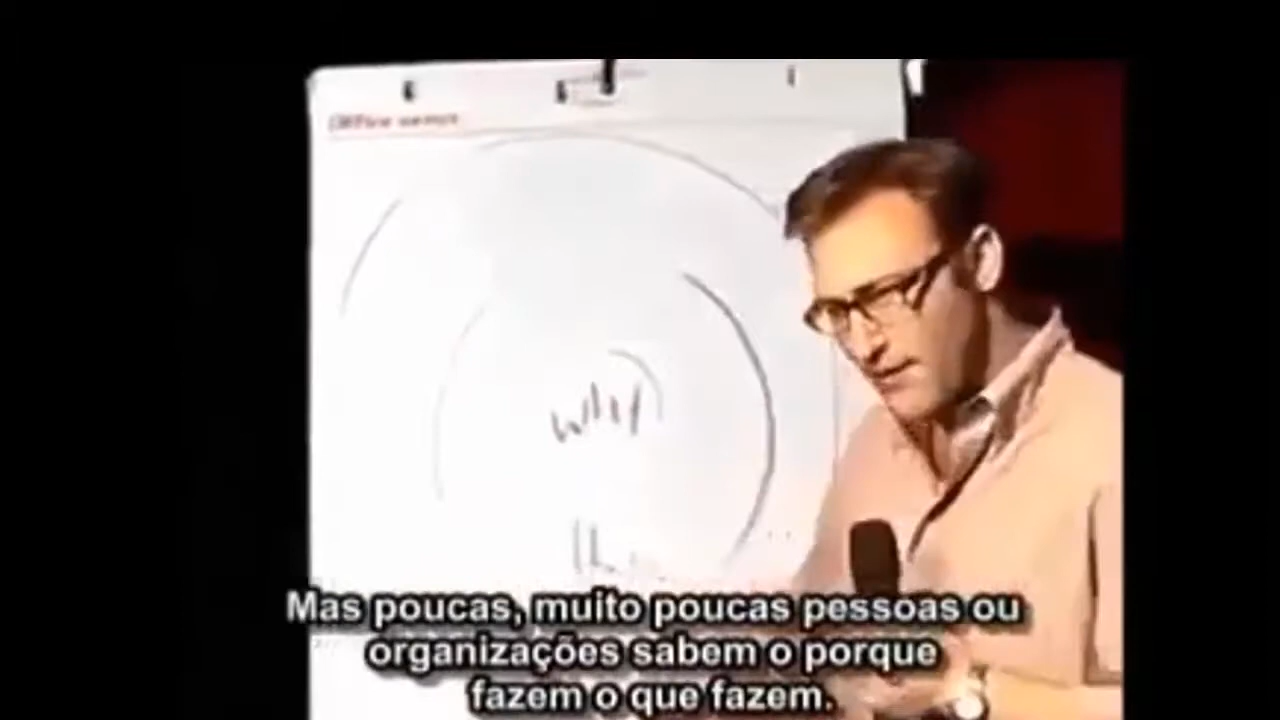 why
Mas poucas, muito poucas pessoas ou
organizações sabem o porque
fazem o que fazem.